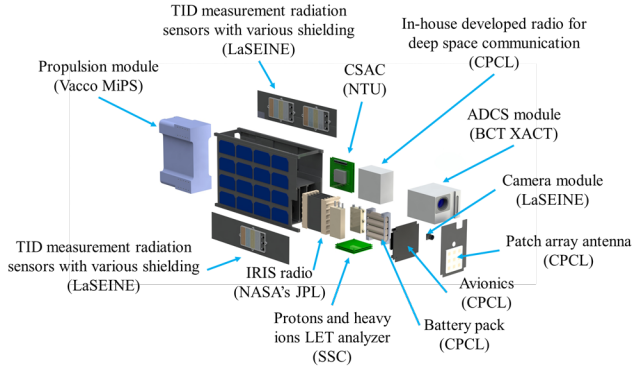 TID measurement radiation
sensors with various shielding
(LaSEINE)
In-house developed radio for
deep space communication
(CPCL)
Propulsion module
(Vacco MiPS)
CSAC
(NTU)
ADCS module
(BCT XACT)
Camera module
(LaSEINE)
Patch array antenna
(CPCL)
TID measurement radiation
sensors with various shielding
(LaSEINE)
IRIS radio
(NASA's JPL)
Avionics
(CPCL)
Protons and heavy
ions LET analyzer
(SSC)
Battery pack
(CPCL)